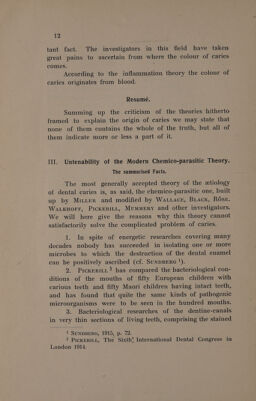 12
tant fact. The investigators in this field have taken
great pains to ascertain from where the colour of caries
comes.
According to the inflammation theory the colour of
caries originates from blood.
Resumé.
Summing up the criticism of the theories hitherto
framed to explain the origin of caries we may state that
none of them contains the whole of the truth, but all of
them indicate more or less a part of it.
III. Untenability of the Modern Chemico-parasitic Theory.
The summarised Facts.
The most generally accepted theory of the ætiology
of dental caries is, as said, the chemico-parasitic one, built
up by MILLER and modified by WALLACE, BLACK, RÖSE,
WALKHOFF, PICKERILL, MUMMERY and other investigators.
We will here give the reasons why this theory cannot
satisfactorily solve the complicated problem of caries.
1. In spite of energetic researches covering many
decades nobody has succeeded in isolating one or more
microbes to which the destruction of the dental enamel
can be positively ascribed (cf. SUNDBERG ¹).
2. PICKERILL ² has compared the bacteriological con-
ditions of the mouths of fifty European children with
carious teeth and fifty Maori children having intact teeth,
and has found that quite the same kinds of pathogenic
microorganisms were to be seen in the hundred mouths.
3. Bacteriological researches of the dentine-canals
in very thin sections of living teeth, comprising the stained
¹ SUNDBERG, 1915, p. 72.
² PICKERILL, The Sixth International Dental Congress in
London 1914.